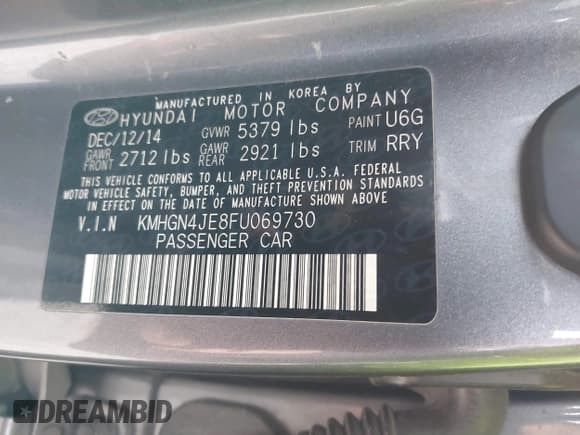 MANUFACTURED IN KOREA BY
HYUNDAI MOTOR COMPANY
DEC/12/14 GVWR 5379 lbs PAINT U6G
GAWR FRONT 2712 lbs GAWR REAR 2921 lbs TRIM RRY
THIS VEHICLE CONFORMS TO ALL APPLICABLE U.S.A. FEDERAL
MOTOR VEHICLE SAFETY, BUMPER, AND THEFT PREVENTION STANDARDS
IN EFFECT ON THE DATE OF MANUFACTURE SHOWN ABOVE
V.I.N KMHGN4JE8FU069730
PASSENGER CAR
DREAMBID